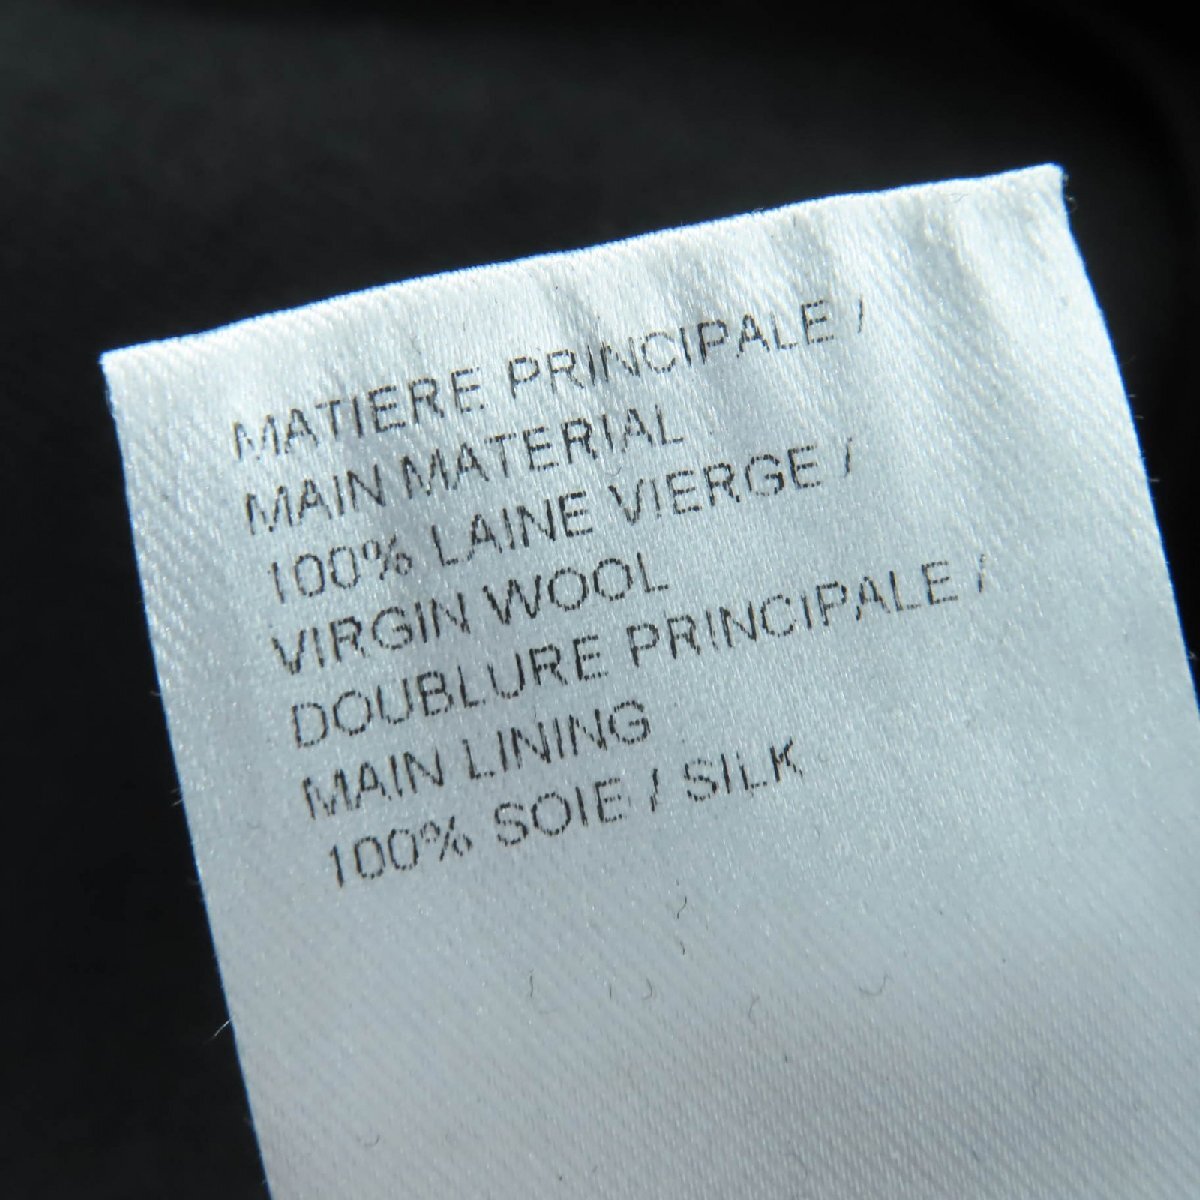 MATIERE PRINCIPALE /
MAIN MATERIAL
100% LAINE VIERGE /
VIRGIN WOOL
DOUBLURE PRINCIPALE /
MAIN LINING
100% SOIE / SILK